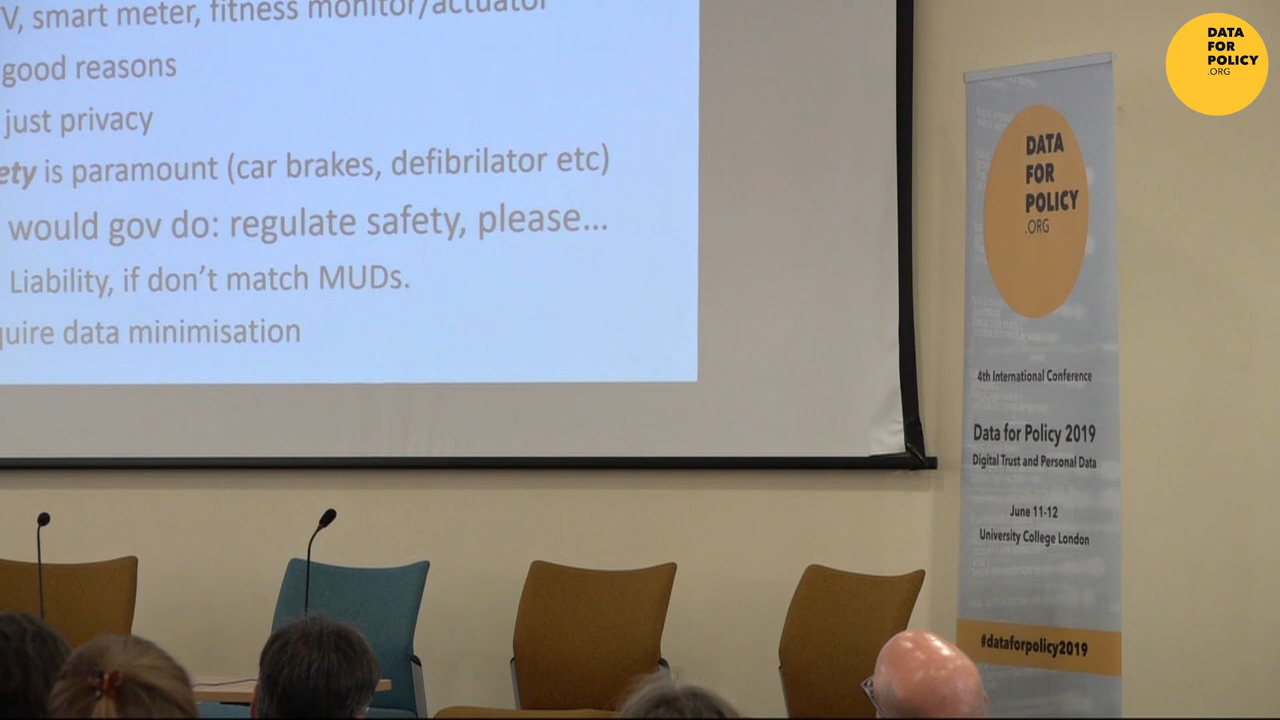 V, smart meter, fitness monitor/actuator
good reasons
just privacy
ety is paramount (car brakes, defibrilator etc)
would gov do: regulate safety, please...
Liability, if don't match MUDs.
quire data minimisation
DATA
FOR
POLICY
.ORG
4th International Conference
Data for Policy 2019
Digital Trust and Personal Data
June 11-12
University College London
#dataforpolicy2019
DATA
FOR
POLICY
.ORG